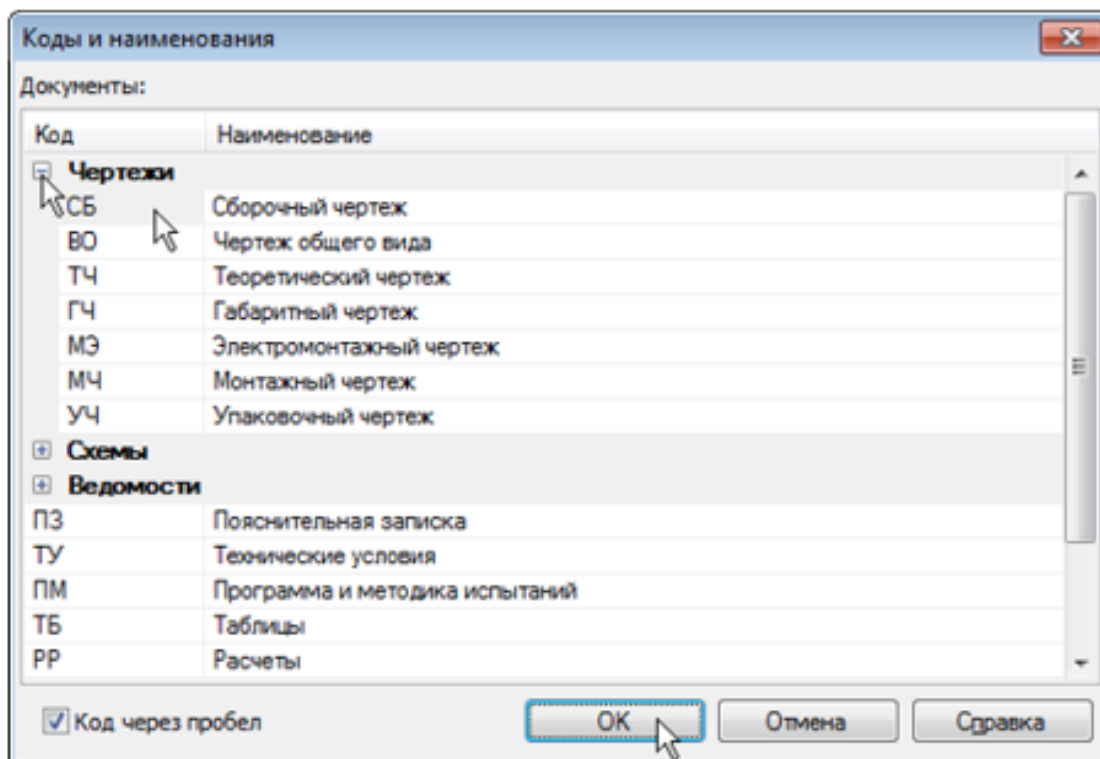 Коды и наименования
Документы:
Код Наименование
Чертежи
СБ Сборочный чертеж
ВО Чертеж общего вида
ТЧ Теоретический чертеж
ГЧ Габаритный чертеж
МЭ Электромонтажный чертеж
МЧ Монтажный чертеж
УЧ Упаковочный чертеж
Схемы
Ведомости
ПЗ Пояснительная записка
ТУ Технические условия
ПМ Программа и методика испытаний
ТБ Таблицы
РР Расчеты
Код через пробел OK Отмена Справка